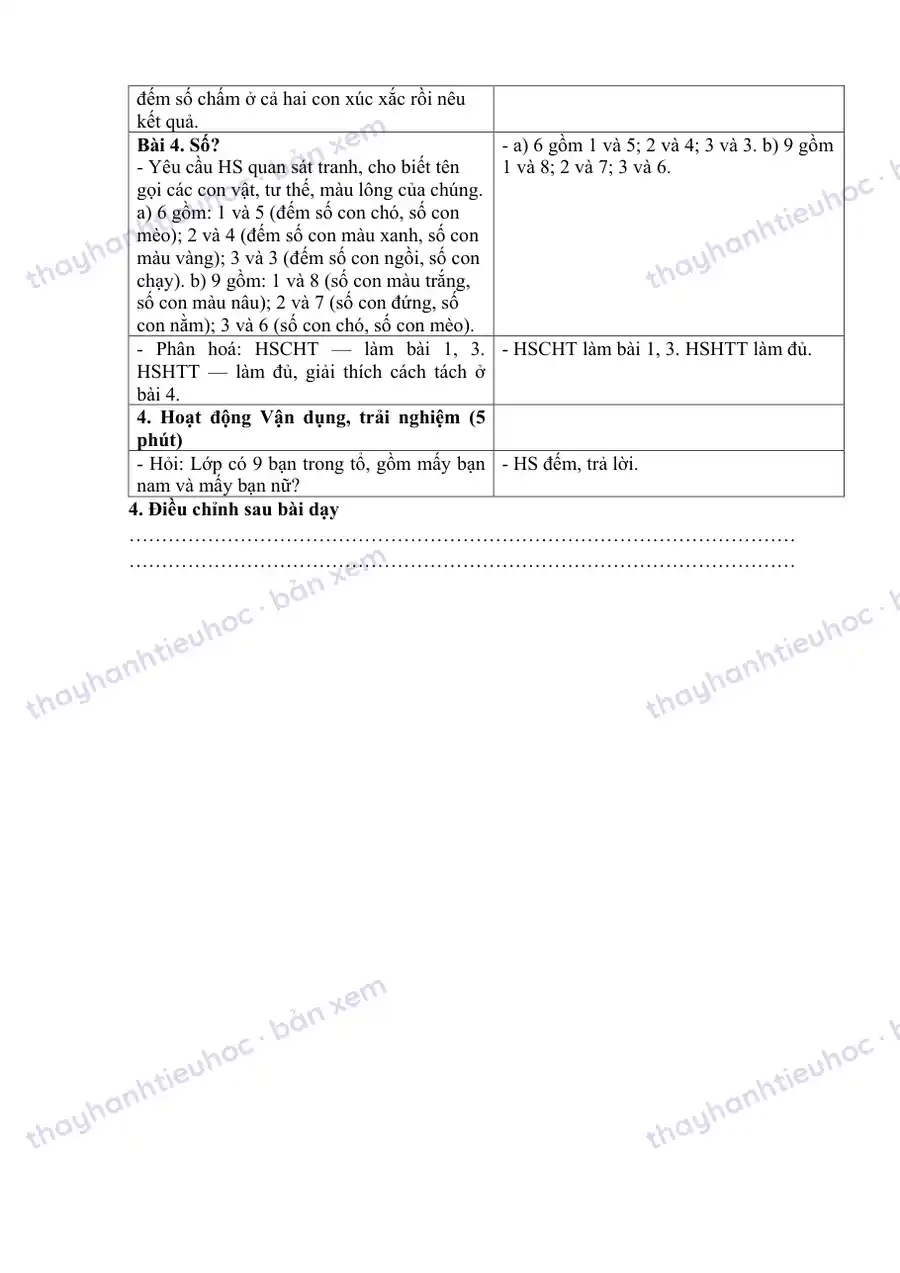 đếm số chấm ở cả hai con xúc xắc rồi nêu
kết quả.
Bài 4. Số?
- Yêu cầu HS quan sát tranh, cho biết tên
gọi các con vật, tư thế, màu lông của chúng.
a) 6 gồm: 1 và 5 (đếm số con chó, số con
mèo); 2 và 4 (đếm số con màu xanh, số con
màu vàng); 3 và 3 (đếm số con ngồi, số con
chạy). b) 9 gồm: 1 và 8 (số con màu trắng,
số con màu nâu); 2 và 7 (số con đứng, số
con nằm); 3 và 6 (số con chó, số con mèo).
- a) 6 gồm 1 và 5; 2 và 4; 3 và 3. b) 9 gồm
1 và 8; 2 và 7; 3 và 6.
- Phân hoá: HSCHT — làm bài 1, 3.
HSHTT — làm đủ, giải thích cách tách ở
bài 4.
- HSCHT làm bài 1, 3. HSHTT làm đủ.
4. Hoạt động Vận dụng, trải nghiệm (5
phút)
- Hỏi: Lớp có 9 bạn trong tổ, gồm mấy bạn
nam và mấy bạn nữ?
- HS đếm, trả lời.
4. Điều chỉnh sau bài dạy
……………………………………………………………………………………………
……………………………………………………………………………………………
thayhanhtieuhoc · bản xem
thayhanhtieuhoc · b
thayhanhtieuhoc · bản xem
thayhanhtieuhoc · b
thayhanhtieuhoc · bản xem
thayhanhtieuhoc · b